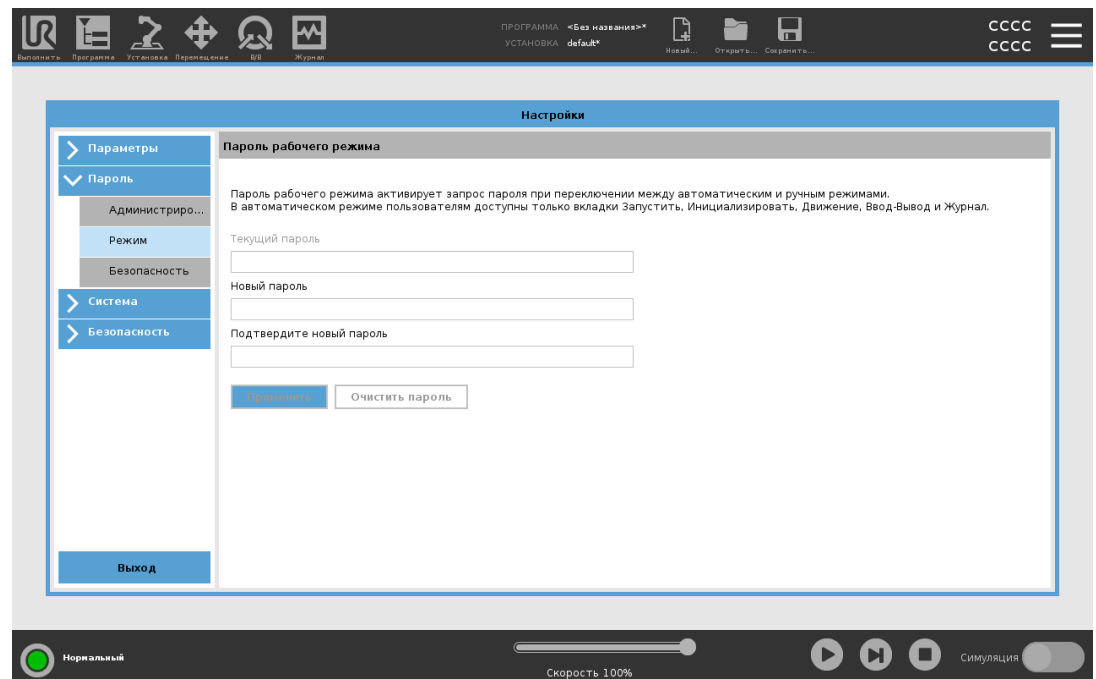 UR
ПРОГРАММА <Без названия>*
УСТАНОВКА default*
Выполнить Программа Установка Перемещение В/В Журнал
Новый... Открыть... Сохранить...
CCCC
CCCC
Настройки
Параметры
Пароль
Администриро...
Режим
Безопасность
Система
Безопасность
Выход
Пароль рабочего режима
Пароль рабочего режима активирует запрос пароля при переключении между автоматическим и ручным режимами.
В автоматическом режиме пользователям доступны только вкладки Запустить, Инициализировать, Движение, Ввод-Вывод и Журнал.
Текущий пароль
Новый пароль
Подтвердите новый пароль
Применить Очистить пароль
Нормальный
Скорость 100%
Симуляция